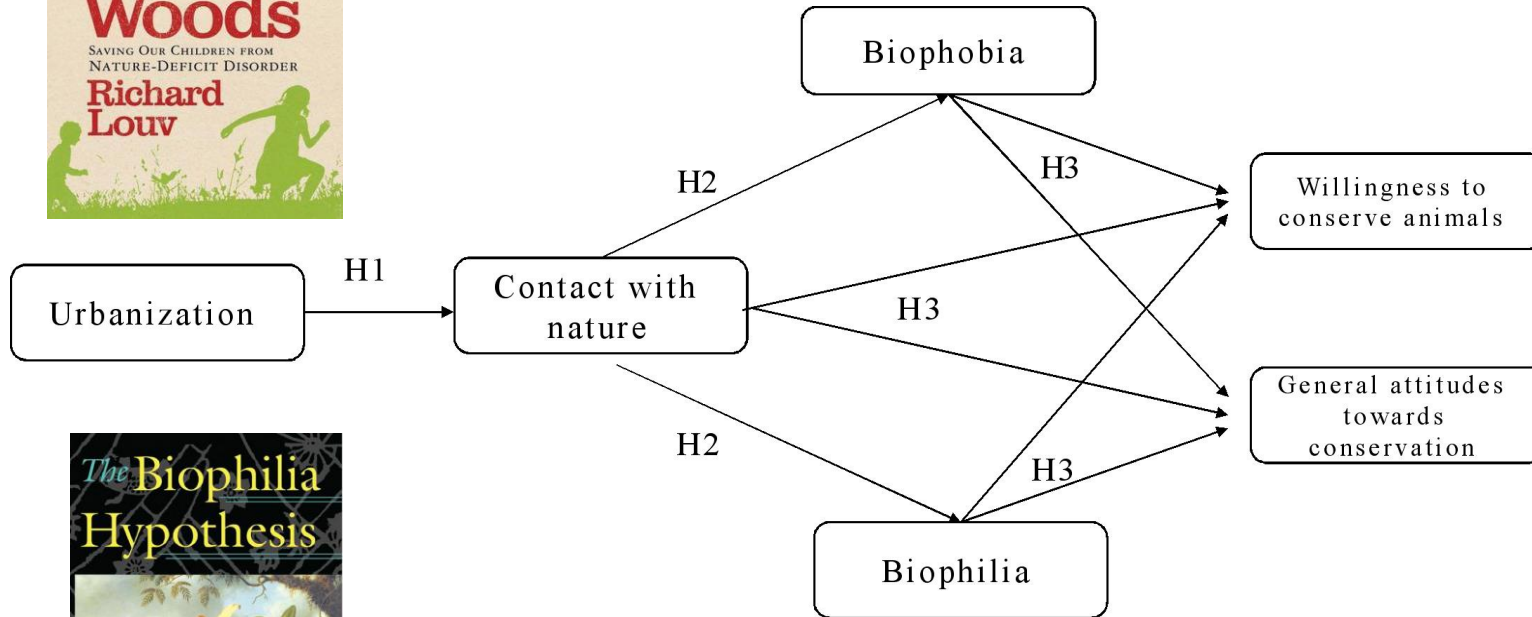 Woods
SAVING OUR CHILDREN FROM
NATURE-DEFICIT DISORDER
Richard
Louv
Biophobia
H2
H3
Willingness to
conserve animals
Urbanization
H1
Contact with
nature
H3
General attitudes
towards
conservation
H2
H3
The Biophilia
Hypothesis
Biophilia